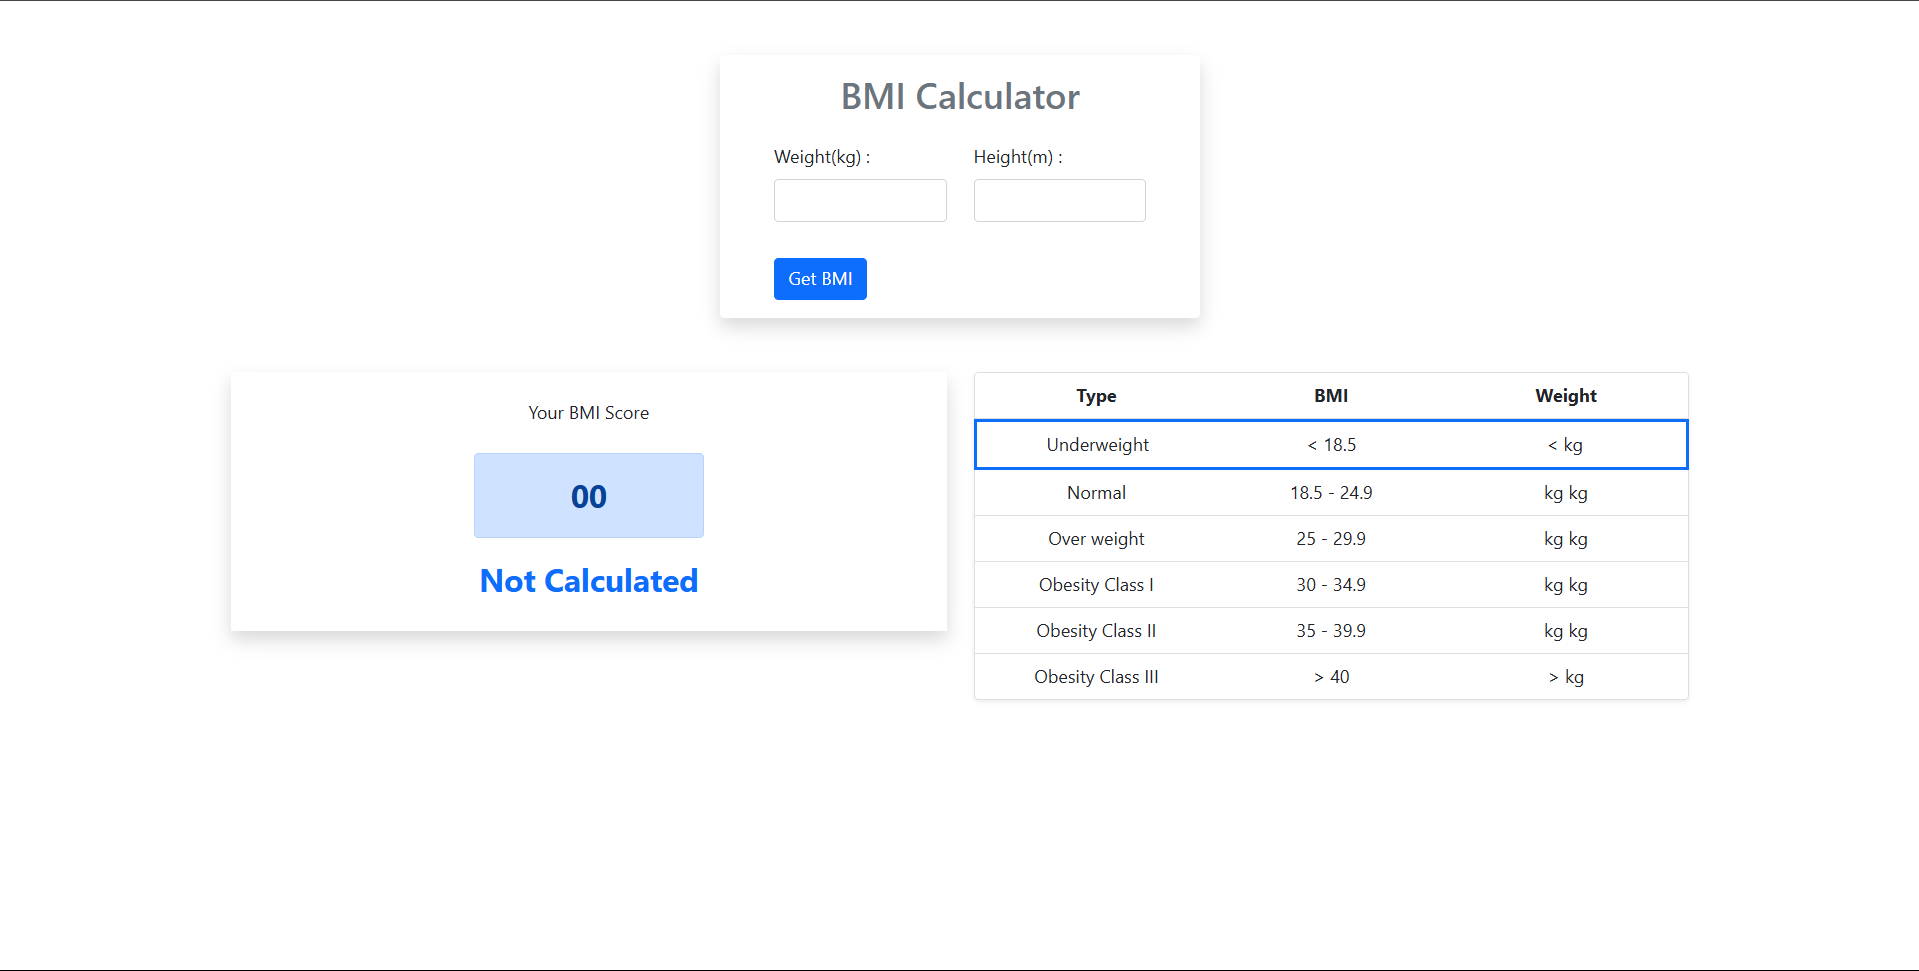 BMI Calculator
Weight(kg) : Height(m) :
Get BMI
Your BMI Score
00
Not Calculated
Type BMI Weight
Underweight < 18.5 < kg
Normal 18.5 - 24.9 kg kg
Over weight 25 - 29.9 kg kg
Obesity Class I 30 - 34.9 kg kg
Obesity Class II 35 - 39.9 kg kg
Obesity Class III > 40 > kg